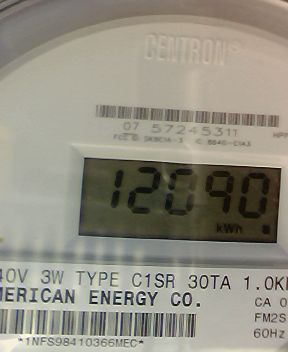 CENTRON®
07 57245311
12090
kWh
40V 3W TYPE C1SR 30TA 1.0K
MERICAN ENERGY CO.
CA 0
FM2S
60Hz
*1NFS98410366MEC*